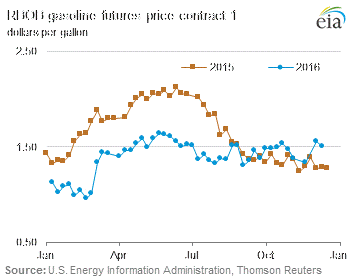 RBOB gasoline futures price contract 1
dollars per gallon
eia
2.50
2015
2016
1.50
0.50
Jan Apr Jul Oct Jan
Source: U.S. Energy Information Administration, Thomson Reuters